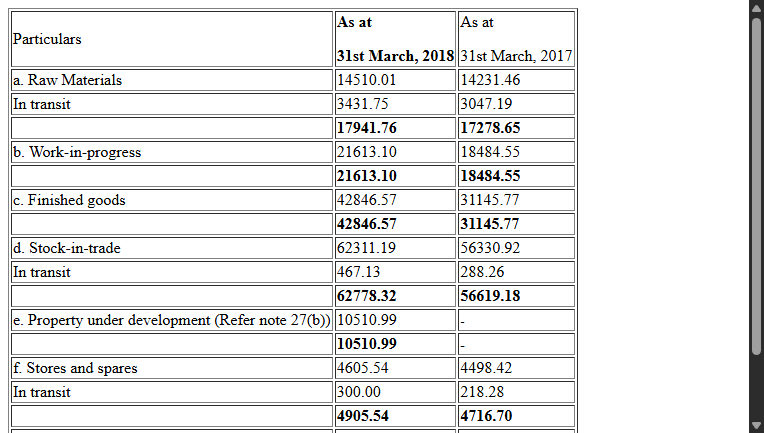 Particulars As at 31st March, 2018 As at 31st March, 2017
a. Raw Materials 14510.01 14231.46
In transit 3431.75 3047.19
17941.76 17278.65
b. Work-in-progress 21613.10 18484.55
21613.10 18484.55
c. Finished goods 42846.57 31145.77
42846.57 31145.77
d. Stock-in-trade 62311.19 56330.92
In transit 467.13 288.26
62778.32 56619.18
e. Property under development (Refer note 27(b)) 10510.99 -
10510.99 -
f. Stores and spares 4605.54 4498.42
In transit 300.00 218.28
4905.54 4716.70